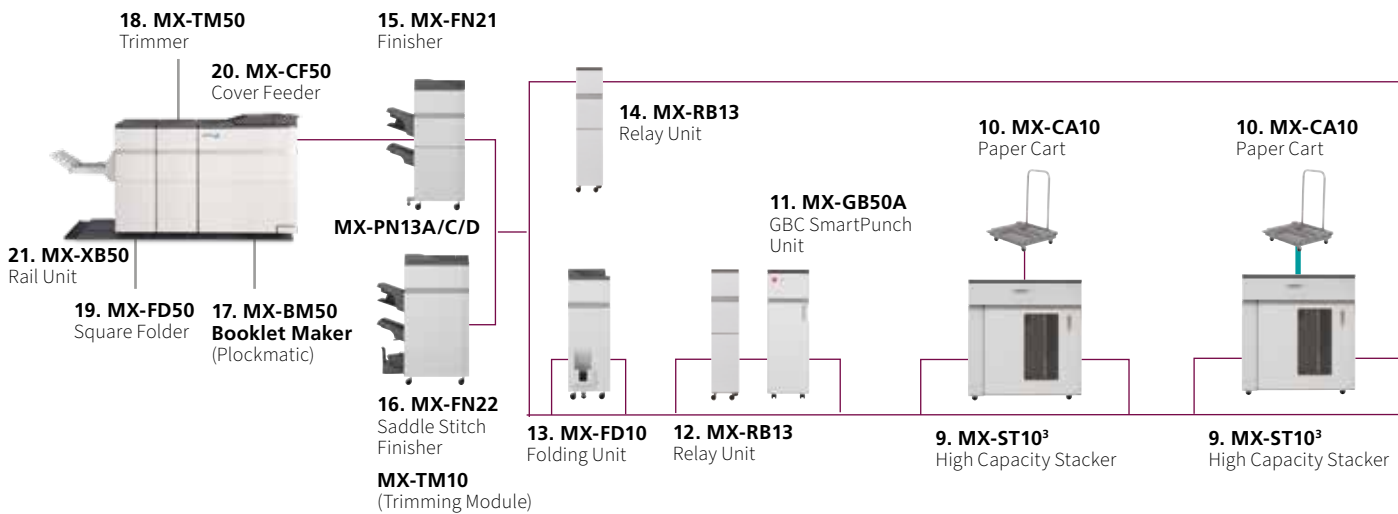 18. MX-TM50
Trimmer
15. MX-FN21
Finisher
20. MX-CF50
Cover Feeder
14. MX-RB13
Relay Unit
10. MX-CA10
Paper Cart
10. MX-CA10
Paper Cart
11. MX-GB50A
GBC SmartPunch
Unit
MX-PN13A/C/D
21. MX-XB50
Rail Unit
19. MX-FD50
Square Folder
17. MX-BM50
Booklet Maker
(Plockmatic)
16. MX-FN22
Saddle Stitch
Finisher
MX-TM10
(Trimming Module)
13. MX-FD10
Folding Unit
12. MX-RB13
Relay Unit
9. MX-ST10³
High Capacity Stacker
9. MX-ST10³
High Capacity Stacker